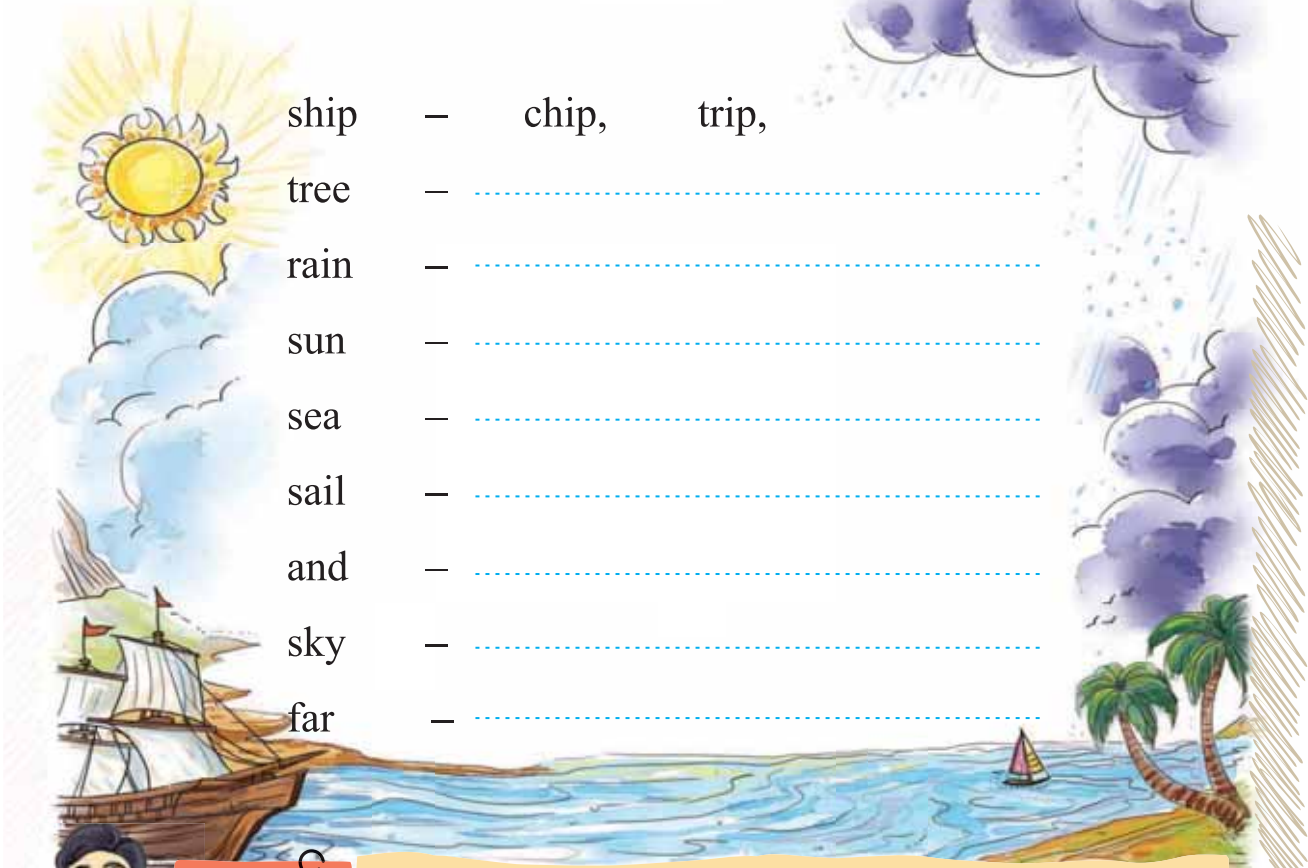 ship – chip, trip,
tree –
rain –
sun –
sea –
sail –
and –
sky –
far –